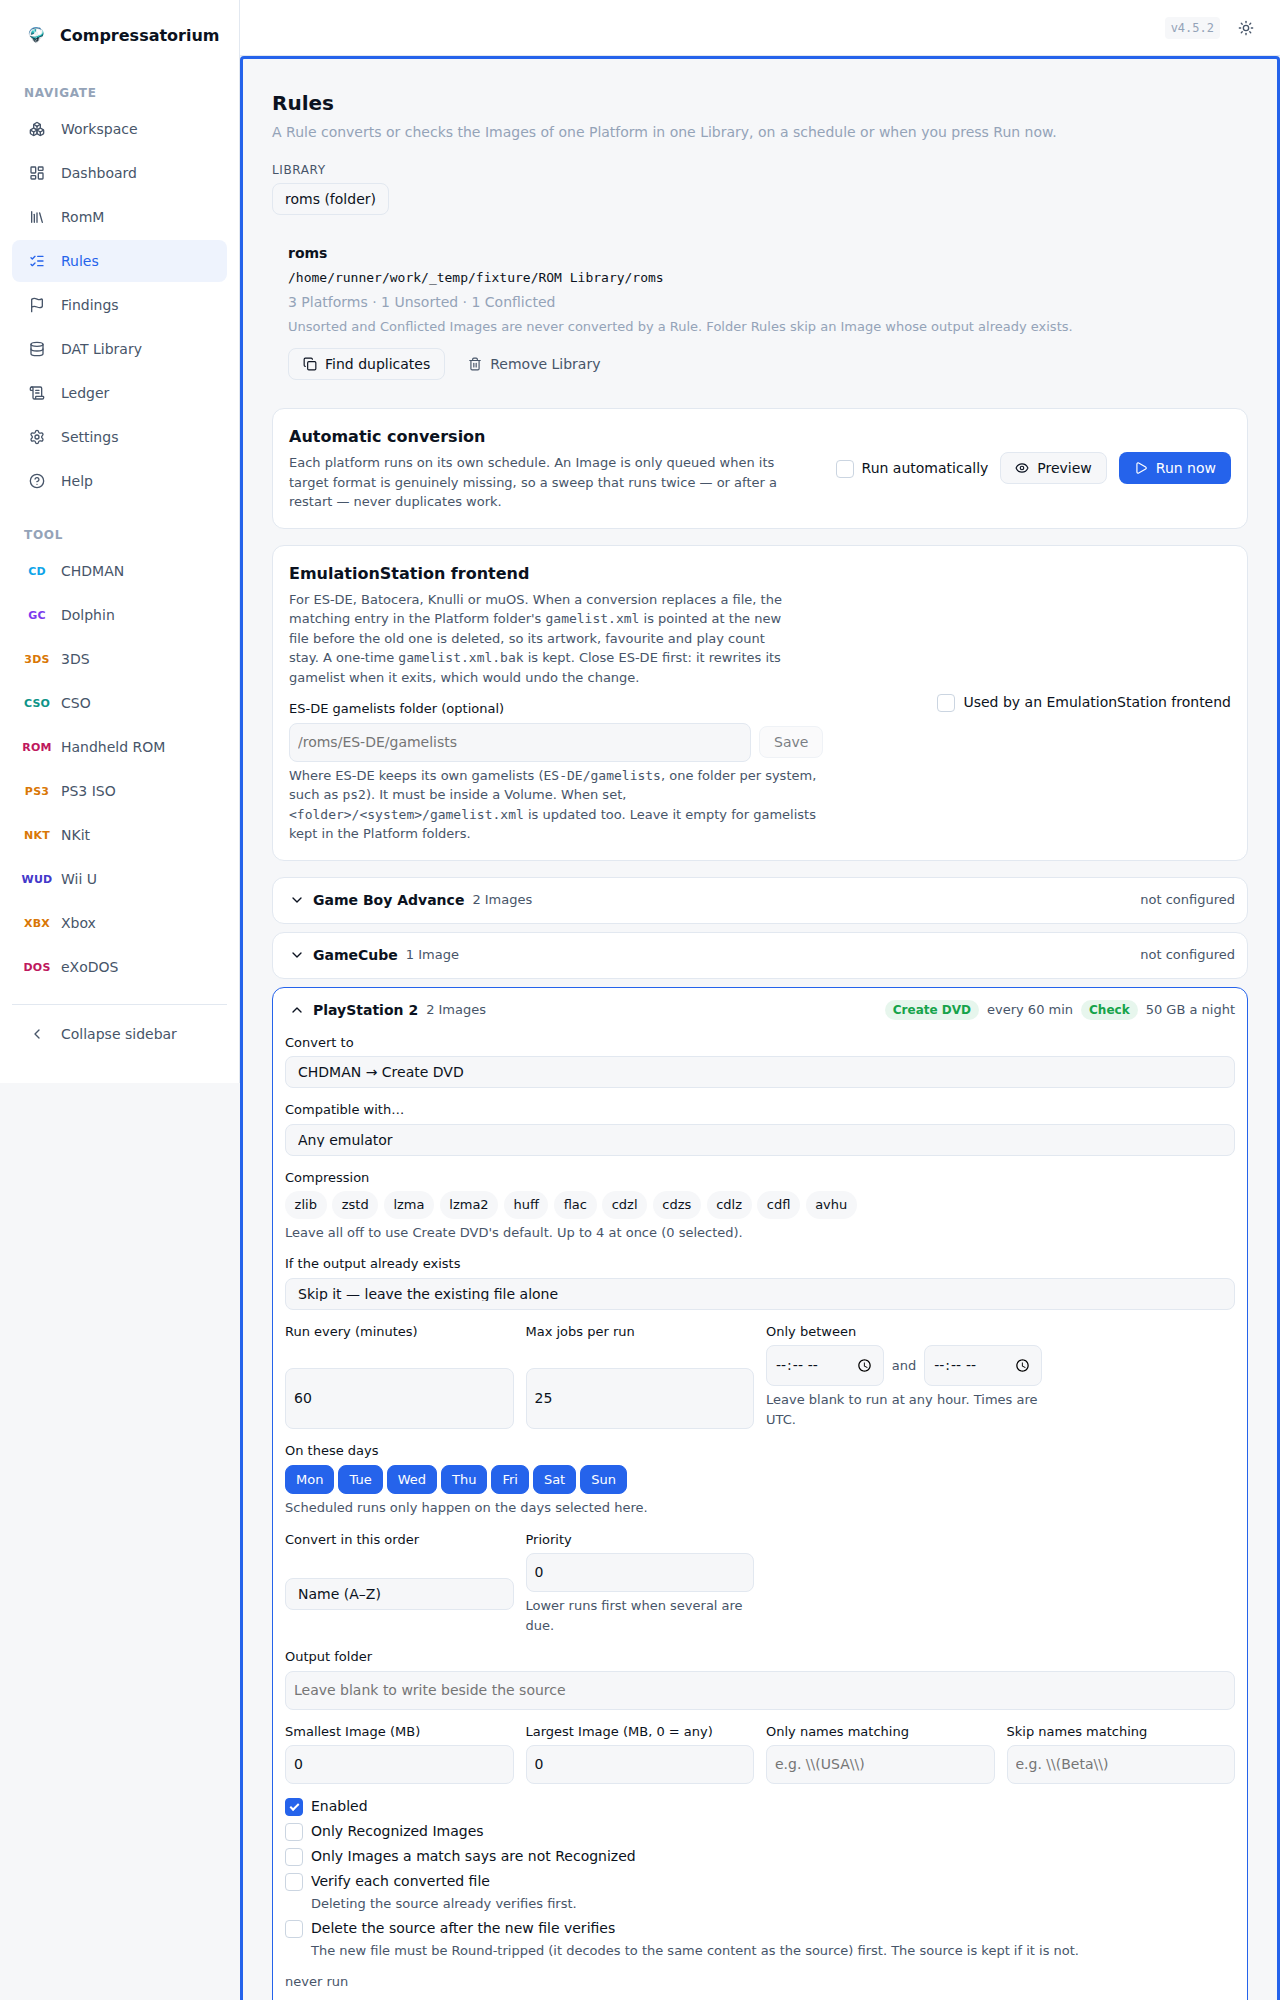 Compressatorium
v4.5.2
NAVIGATE
Workspace
Dashboard
RomM
Rules
Findings
DAT Library
Ledger
Settings
Help
TOOL
CD CHDMAN
GC Dolphin
3DS 3DS
CSO CSO
ROM Handheld ROM
PS3 PS3 ISO
NKT NKit
WUD Wii U
XBX Xbox
DOS eXoDOS
Collapse sidebar
Rules
A Rule converts or checks the Images of one Platform in one Library, on a schedule or when you press Run now.
LIBRARY
roms (folder)
roms
/home/runner/work/_temp/fixture/ROM Library/roms
3 Platforms · 1 Unsorted · 1 Conflicted
Unsorted and Conflicted Images are never converted by a Rule. Folder Rules skip an Image whose output already exists.
Find duplicates Remove Library
Automatic conversion
Each platform runs on its own schedule. An Image is only queued when its
target format is genuinely missing, so a sweep that runs twice — or after a
restart — never duplicates work.
Run automatically Preview Run now
EmulationStation frontend
For ES-DE, Batocera, Knulli or muOS. When a conversion replaces a file, the
matching entry in the Platform folder's gamelist.xml is pointed at the new
file before the old one is deleted, so its artwork, favourite and play count
stay. A one-time gamelist.xml.bak is kept. Close ES-DE first: it rewrites its
gamelist when it exits, which would undo the change.
ES-DE gamelists folder (optional)
/roms/ES-DE/gamelists Save
Where ES-DE keeps its own gamelists (ES-DE/gamelists, one folder per system,
such as ps2). It must be inside a Volume. When set,
<folder>/<system>/gamelist.xml is updated too. Leave it empty for gamelists
kept in the Platform folders.
Used by an EmulationStation frontend
Game Boy Advance 2 Images not configured
GameCube 1 Image not configured
PlayStation 2 2 Images Create DVD every 60 min Check 50 GB a night
Convert to
CHDMAN → Create DVD
Compatible with…
Any emulator
Compression
zlib zstd lzma lzma2 huff flac cdzl cdzs cdlz cdfl avhu
Leave all off to use Create DVD's default. Up to 4 at once (0 selected).
If the output already exists
Skip it — leave the existing file alone
Run every (minutes) Max jobs per run Only between
60 25 --:-- -- and --:-- --
Leave blank to run at any hour. Times are
UTC.
On these days
Mon Tue Wed Thu Fri Sat Sun
Scheduled runs only happen on the days selected here.
Convert in this order Priority
Name (A–Z) 0
Lower runs first when several are
due.
Output folder
Leave blank to write beside the source
Smallest Image (MB) Largest Image (MB, 0 = any) Only names matching Skip names matching
0 0 e.g. \\(USA\\) e.g. \\(Beta\\)
Enabled
Only Recognized Images
Only Images a match says are not Recognized
Verify each converted file
Deleting the source already verifies first.
Delete the source after the new file verifies
The new file must be Round-tripped (it decodes to the same content as the source) first. The source is kept if it is not.
never run